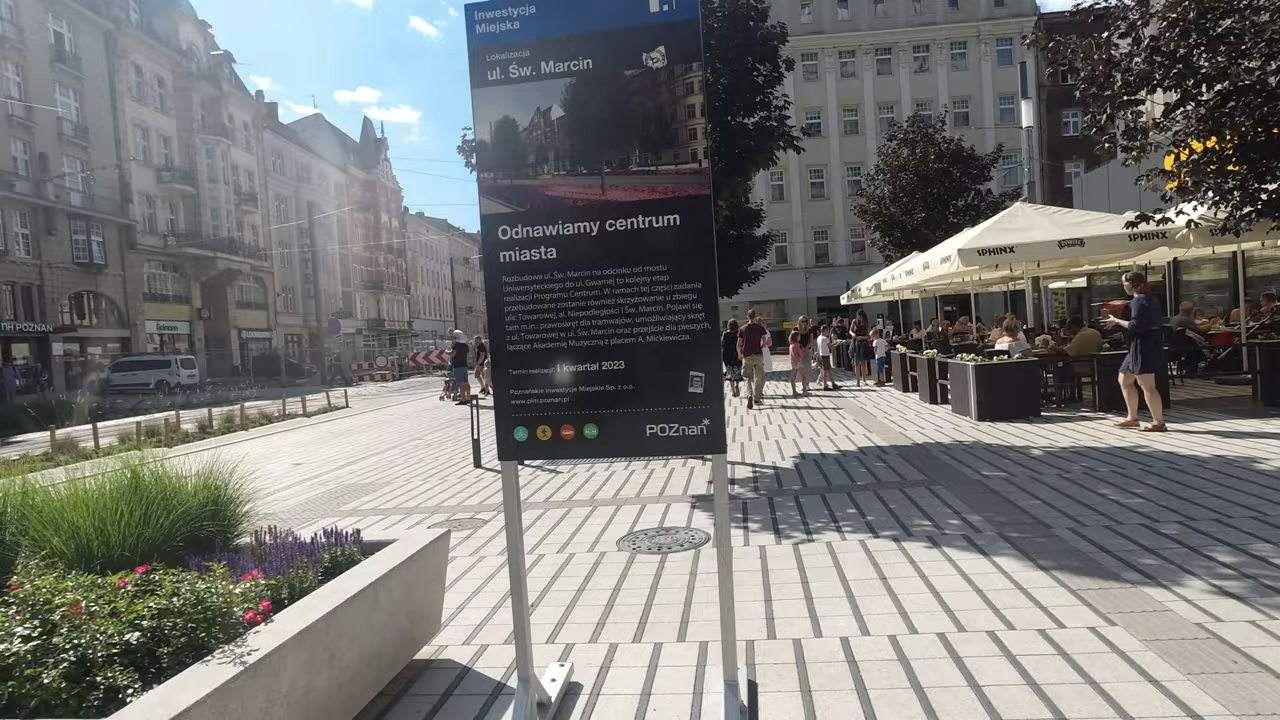 Inwestycja
Miejska
Lokalizacja
ul. Św. Marcin
Odnawiamy centrum
miasta
Rozbudowa ul. Św. Marcin na odcinku od mostu
Uniwersyteckiego do ul. Gwarnej to kolejny etap
realizacji Programu Centrum. W ramach tej części zadania
przebudowane zostanie również skrzyżowanie u zbiegu
ulic Towarowej, al. Niepodległości i Św. Marcin. Pojawi się
tam m.in.: prawoskręt dla tramwajów, umożliwiający skręt
z ul. Towarowej w ul. Św. Marcin oraz przejście dla pieszych,
łączące Akademię Muzyczną z placem A. Mickiewicza.
Termin realizacji: I kwartał 2023
Poznańskie Inwestycje Miejskie Sp. z o.o.
www.pim.poznan.pl
POZnan*
SPHINX
ŻYWIEC
SPHINX